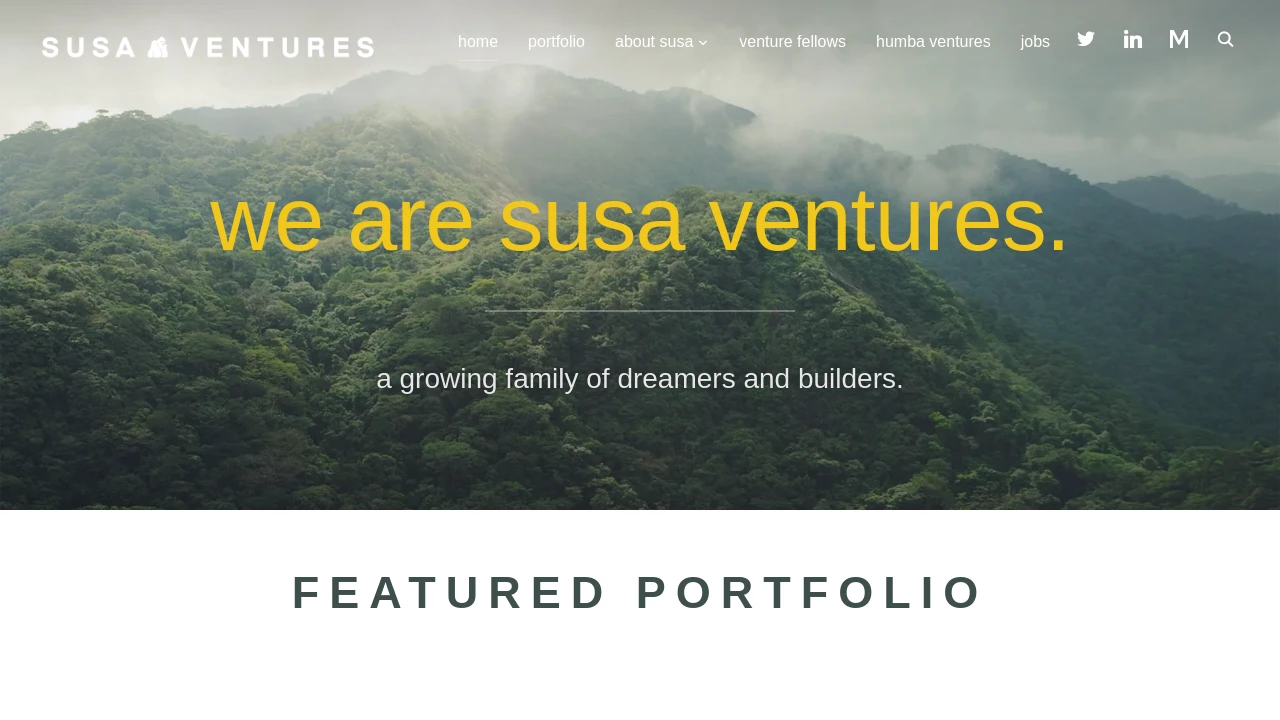 SUSA VENTURES
home
portfolio
about susa
venture fellows
humba ventures
jobs
we are susa ventures.
a growing family of dreamers and builders.
FEATURED PORTFOLIO